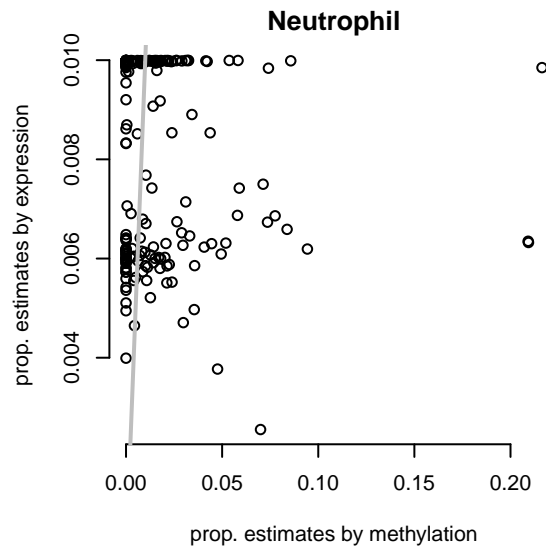 Neutrophil
prop. estimates by expression
0.010
0.008
0.006
0.004
0.00 0.05 0.10 0.15 0.20
prop. estimates by methylation